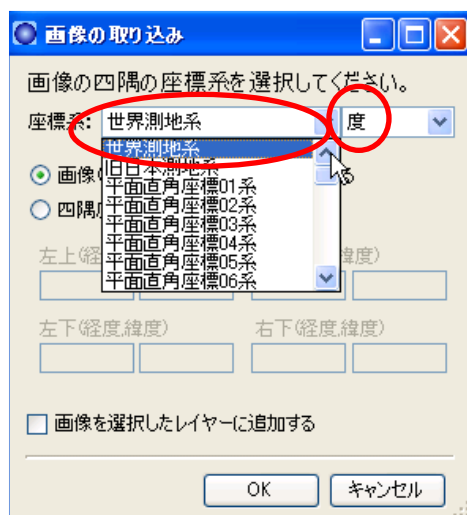 画像の取り込み
画像の四隅の座標系を選択してください。
座標系: 世界測地系 度
世界測地系
旧日本測地系
平面直角座標01系
平面直角座標02系
平面直角座標03系
平面直角座標04系
平面直角座標05系
平面直角座標06系
画像の
る
四隅
左上(経
緯度)
左下(経度,緯度) 右下(経度,緯度)
画像を選択したレイヤーに追加する
OK キャンセル